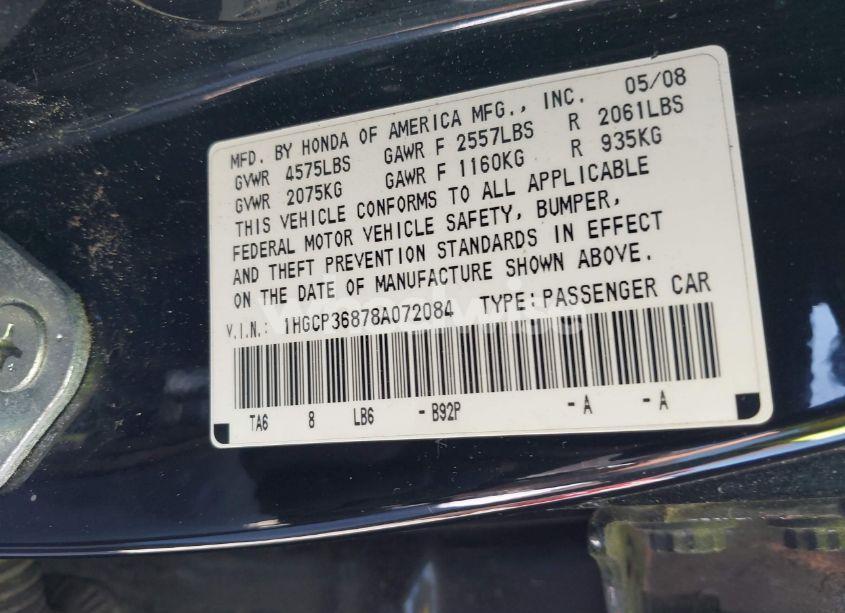 MFD. BY HONDA OF AMERICA MFG., INC. 05/08
GVWR 4575LBS GAWR F 2557LBS R 2061LBS
GVWR 2075KG GAWR F 1160KG R 935KG
THIS VEHICLE CONFORMS TO ALL APPLICABLE
FEDERAL MOTOR VEHICLE SAFETY, BUMPER,
AND THEFT PREVENTION STANDARDS IN EFFECT
ON THE DATE OF MANUFACTURE SHOWN ABOVE.
V.I.N.: 1HGCP36878A072084 TYPE:PASSENGER CAR
TA6 8 LB6 -B92P -A -A